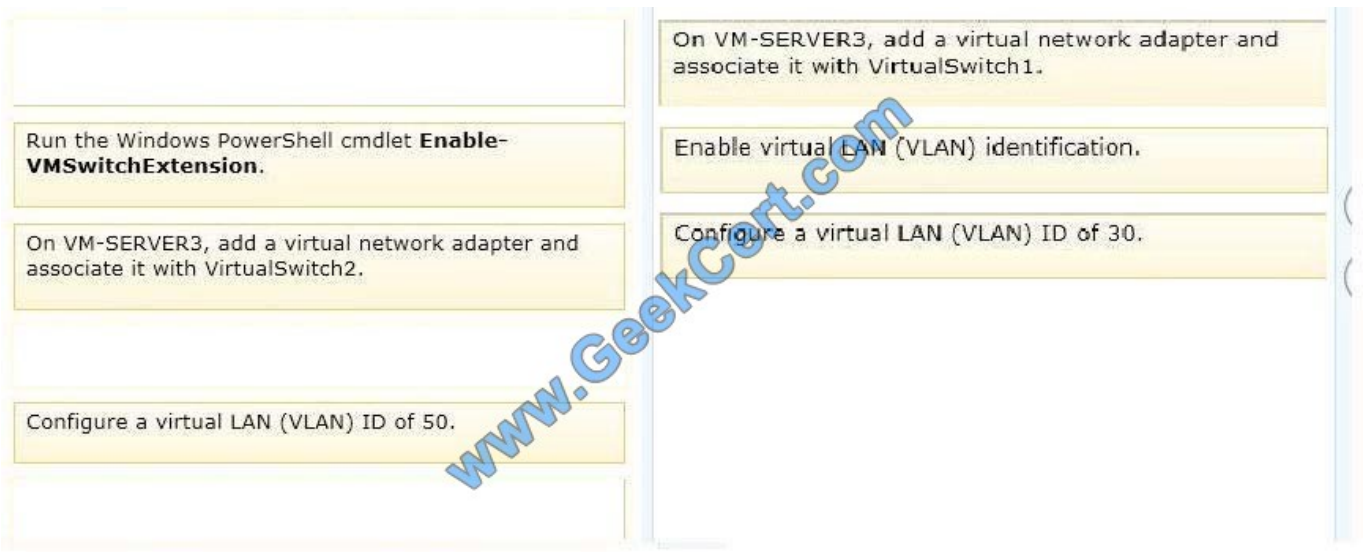 Run the Windows PowerShell cmdlet Enable-
VMSwitchExtension.
On VM-SERVER3, add a virtual network adapter and
associate it with VirtualSwitch2.
Configure a virtual LAN (VLAN) ID of 50.
On VM-SERVER3, add a virtual network adapter and
associate it with VirtualSwitch1.
Enable virtual LAN (VLAN) identification.
Configure a virtual LAN (VLAN) ID of 30.
www.GeekCert.com